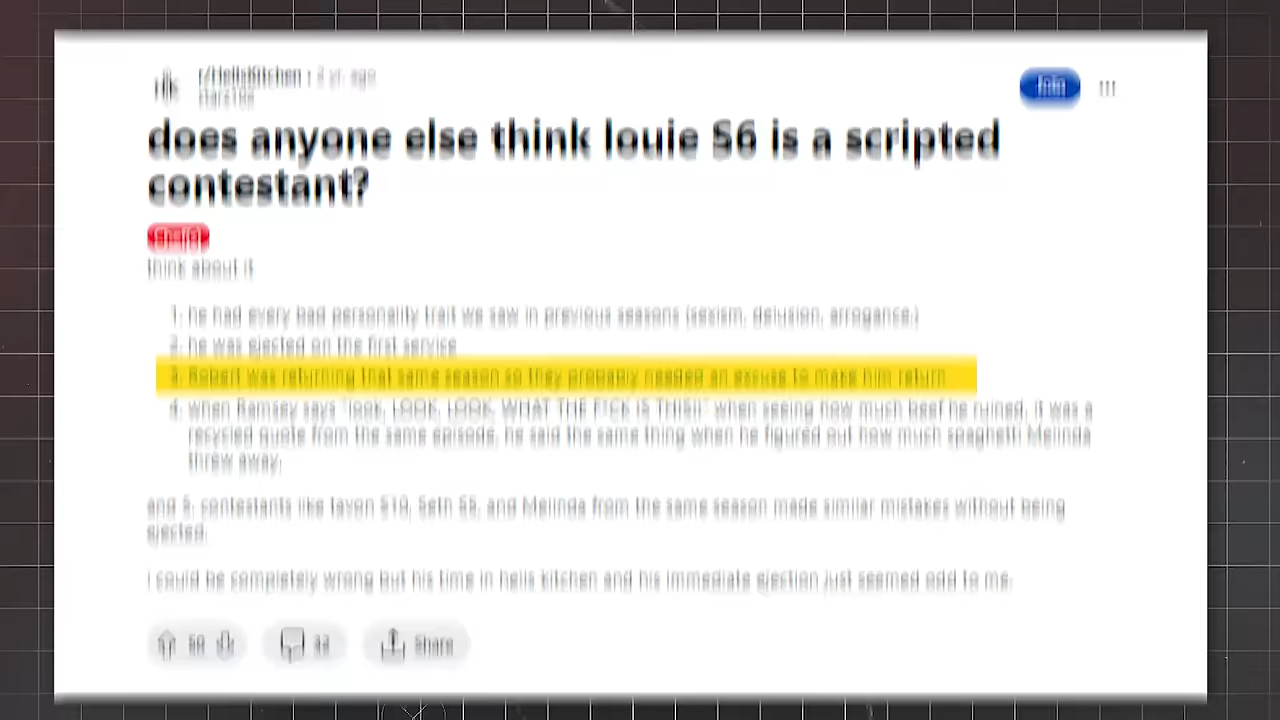 r/HellsKitchen 2 yr. ago
Join
does anyone else think louie S6 is a scripted
contestant?
Chef(s)
think about it
1. he had every bad personality trait we saw in previous seasons (sexism, delusion, arrogance.)
2. he was ejected on the first service
3. Robert was returning that same season so they probably needed an excuse to make him return
4. when Ramsey says "look, LOOK, LOOK, WHAT THE F*CK IS THIS!!" when seeing how much beef he ruined, it was a
recycled quote from the same episode, he said the same thing when he figured out how much spaghetti Melinda
threw away.
and 5. contestants like tavon S10, Seth S5, and Melinda from the same season made similar mistakes without being
ejected.
i could be completely wrong but his time in hells kitchen and his immediate ejection just seemed odd to me.
Share